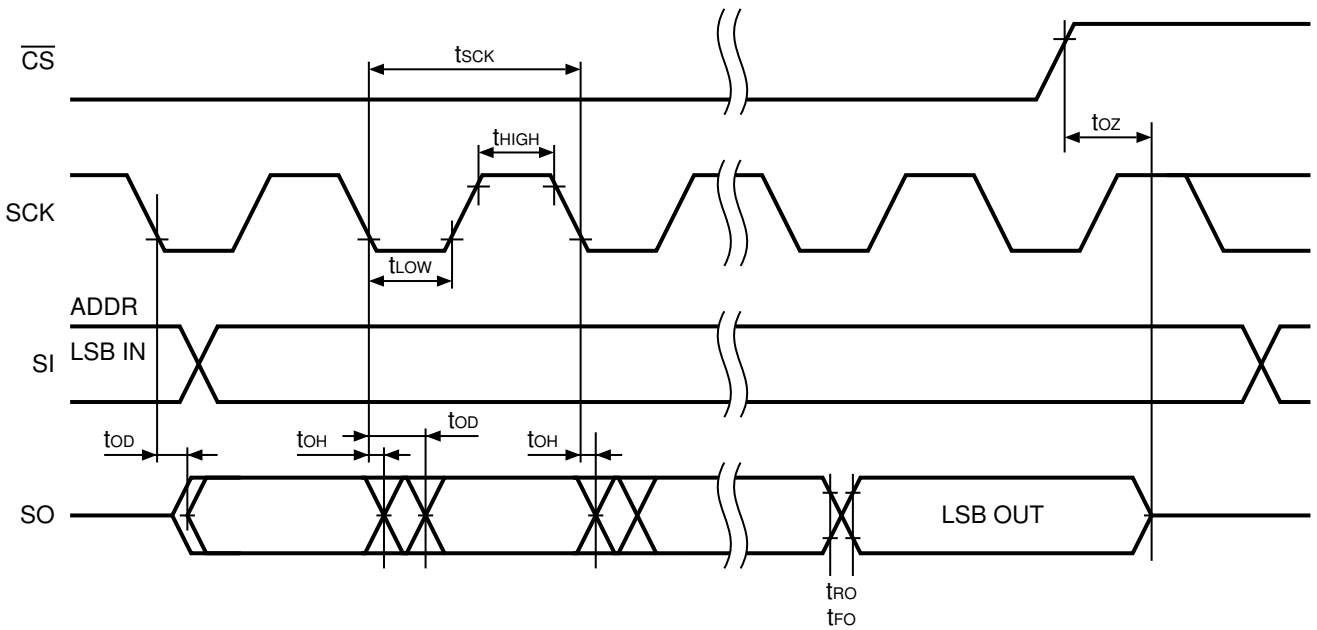 CS
tSCK
tHIGH
tOZ
SCK
tLOW
ADDR
LSB IN
SI
tOD
tOH
tOD
tOH
SO
LSB OUT
tRO
tFO